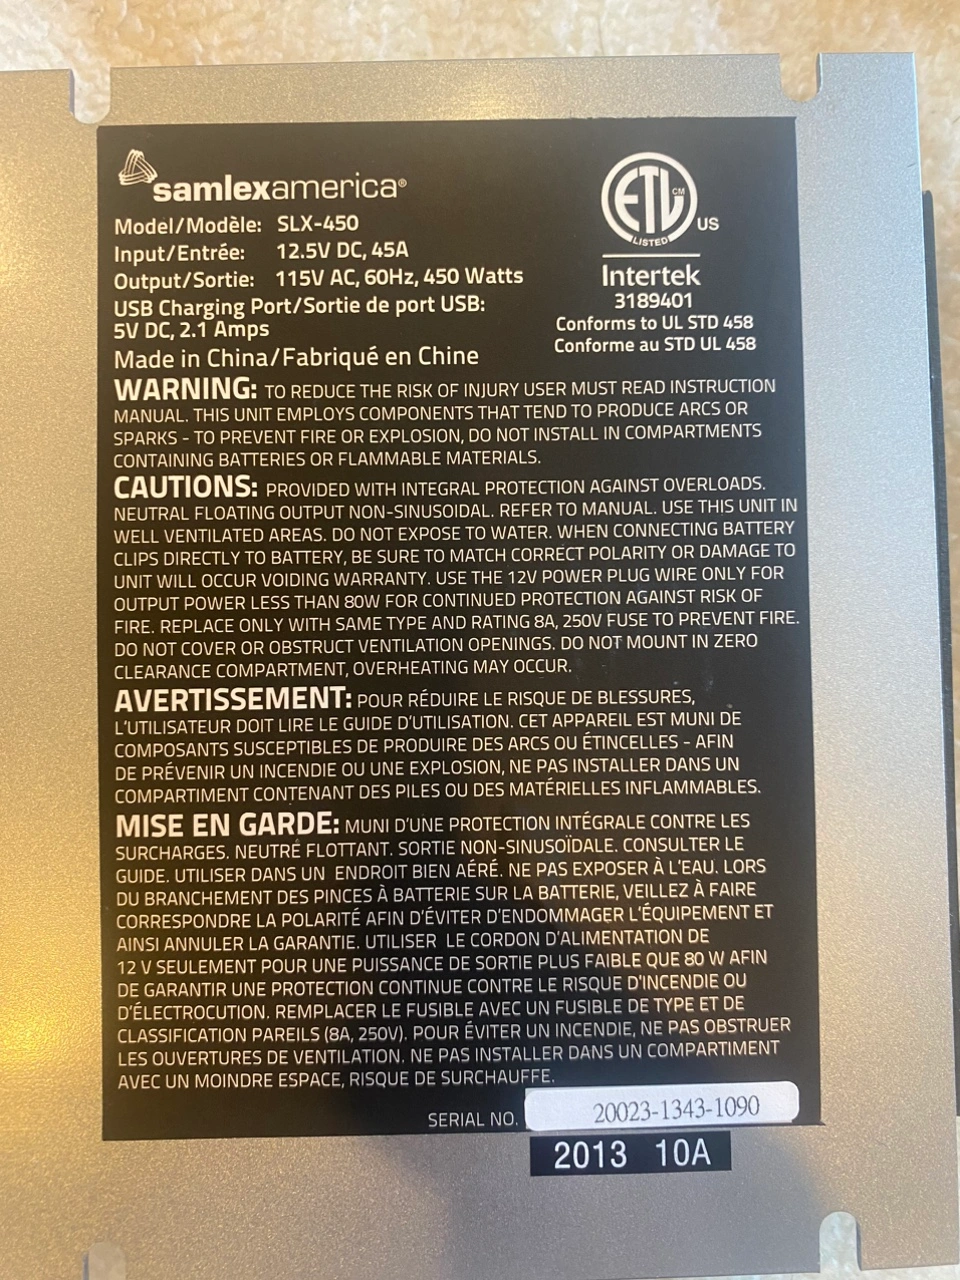 samlexamerica®
Model/Modèle: SLX-450
Input/Entrée: 12.5V DC, 45A
Output/Sortie: 115V AC, 60Hz, 450 Watts
USB Charging Port/Sortie de port USB:
5V DC, 2.1 Amps
Made in China/Fabriqué en Chine
ETL CM
US
LISTED
Intertek
3189401
Conforms to UL STD 458
Conforme au STD UL 458
WARNING: TO REDUCE THE RISK OF INJURY USER MUST READ INSTRUCTION
MANUAL. THIS UNIT EMPLOYS COMPONENTS THAT TEND TO PRODUCE ARCS OR
SPARKS - TO PREVENT FIRE OR EXPLOSION, DO NOT INSTALL IN COMPARTMENTS
CONTAINING BATTERIES OR FLAMMABLE MATERIALS.
CAUTIONS: PROVIDED WITH INTEGRAL PROTECTION AGAINST OVERLOADS.
NEUTRAL FLOATING OUTPUT NON-SINUSOIDAL. REFER TO MANUAL. USE THIS UNIT IN
WELL VENTILATED AREAS. DO NOT EXPOSE TO WATER. WHEN CONNECTING BATTERY
CLIPS DIRECTLY TO BATTERY, BE SURE TO MATCH CORRECT POLARITY OR DAMAGE TO
UNIT WILL OCCUR VOIDING WARRANTY. USE THE 12V POWER PLUG WIRE ONLY FOR
OUTPUT POWER LESS THAN 80W FOR CONTINUED PROTECTION AGAINST RISK OF
FIRE. REPLACE ONLY WITH SAME TYPE AND RATING 8A, 250V FUSE TO PREVENT FIRE.
DO NOT COVER OR OBSTRUCT VENTILATION OPENINGS. DO NOT MOUNT IN ZERO
CLEARANCE COMPARTMENT, OVERHEATING MAY OCCUR.
AVERTISSEMENT: POUR RÉDUIRE LE RISQUE DE BLESSURES,
L'UTILISATEUR DOIT LIRE LE GUIDE D'UTILISATION. CET APPAREIL EST MUNI DE
COMPOSANTS SUSCEPTIBLES DE PRODUIRE DES ARCS OU ÉTINCELLES - AFIN
DE PRÉVENIR UN INCENDIE OU UNE EXPLOSION, NE PAS INSTALLER DANS UN
COMPARTIMENT CONTENANT DES PILES OU DES MATÉRIELLES INFLAMMABLES.
MISE EN GARDE: MUNI D'UNE PROTECTION INTÉGRALE CONTRE LES
SURCHARGES. NEUTRÉ FLOTTANT. SORTIE NON-SINUSOÏDALE. CONSULTER LE
GUIDE. UTILISER DANS UN ENDROIT BIEN AÉRÉ. NE PAS EXPOSER À L'EAU. LORS
DU BRANCHEMENT DES PINCES À BATTERIE SUR LA BATTERIE, VEILLEZ À FAIRE
CORRESPONDRE LA POLARITÉ AFIN D'ÉVITER D'ENDOMMAGER L'ÉQUIPEMENT ET
AINSI ANNULER LA GARANTIE. UTILISER LE CORDON D'ALIMENTATION DE
12 V SEULEMENT POUR UNE PUISSANCE DE SORTIE PLUS FAIBLE QUE 80 W AFIN
DE GARANTIR UNE PROTECTION CONTINUE CONTRE LE RISQUE D'INCENDIE OU
D'ÉLECTROCUTION. REMPLACER LE FUSIBLE AVEC UN FUSIBLE DE TYPE ET DE
CLASSIFICATION PAREILS (8A, 250V). POUR ÉVITER UN INCENDIE, NE PAS OBSTRUER
LES OUVERTURES DE VENTILATION. NE PAS INSTALLER DANS UN COMPARTIMENT
AVEC UN MOINDRE ESPACE, RISQUE DE SURCHAUFFE.
SERIAL NO. 20023-1343-1090
2013 10A